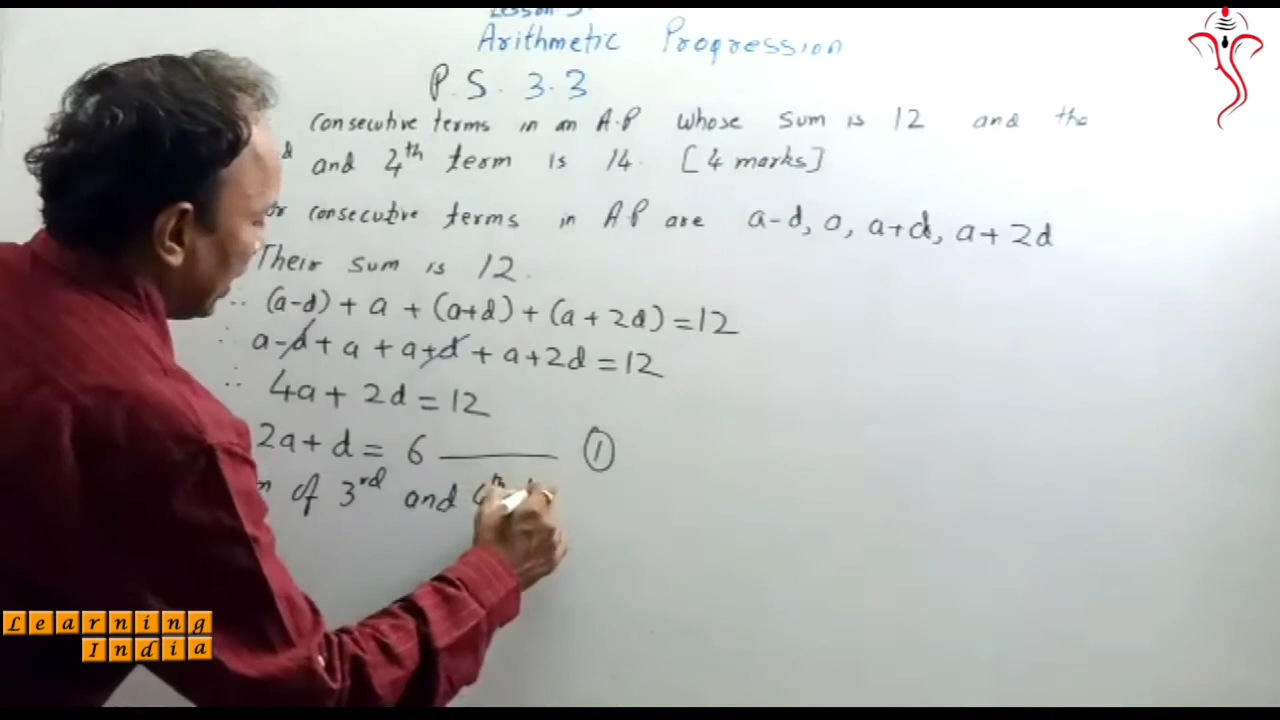 Arithmetic Progression
P.S. 3.3
consecutive terms in an A.P whose sum is 12 and the
and 4th term is 14. [4 marks]
consecutive terms in A.P are a-d, a, a+d, a+2d
Their sum is 12.
∴ (a-d) + a + (a+d) + (a+2d) = 12
∴ a-d + a + a+d + a+2d = 12
∴ 4a + 2d = 12
2a + d = 6 ——— ①
of 3rd and 4th
Learning
India